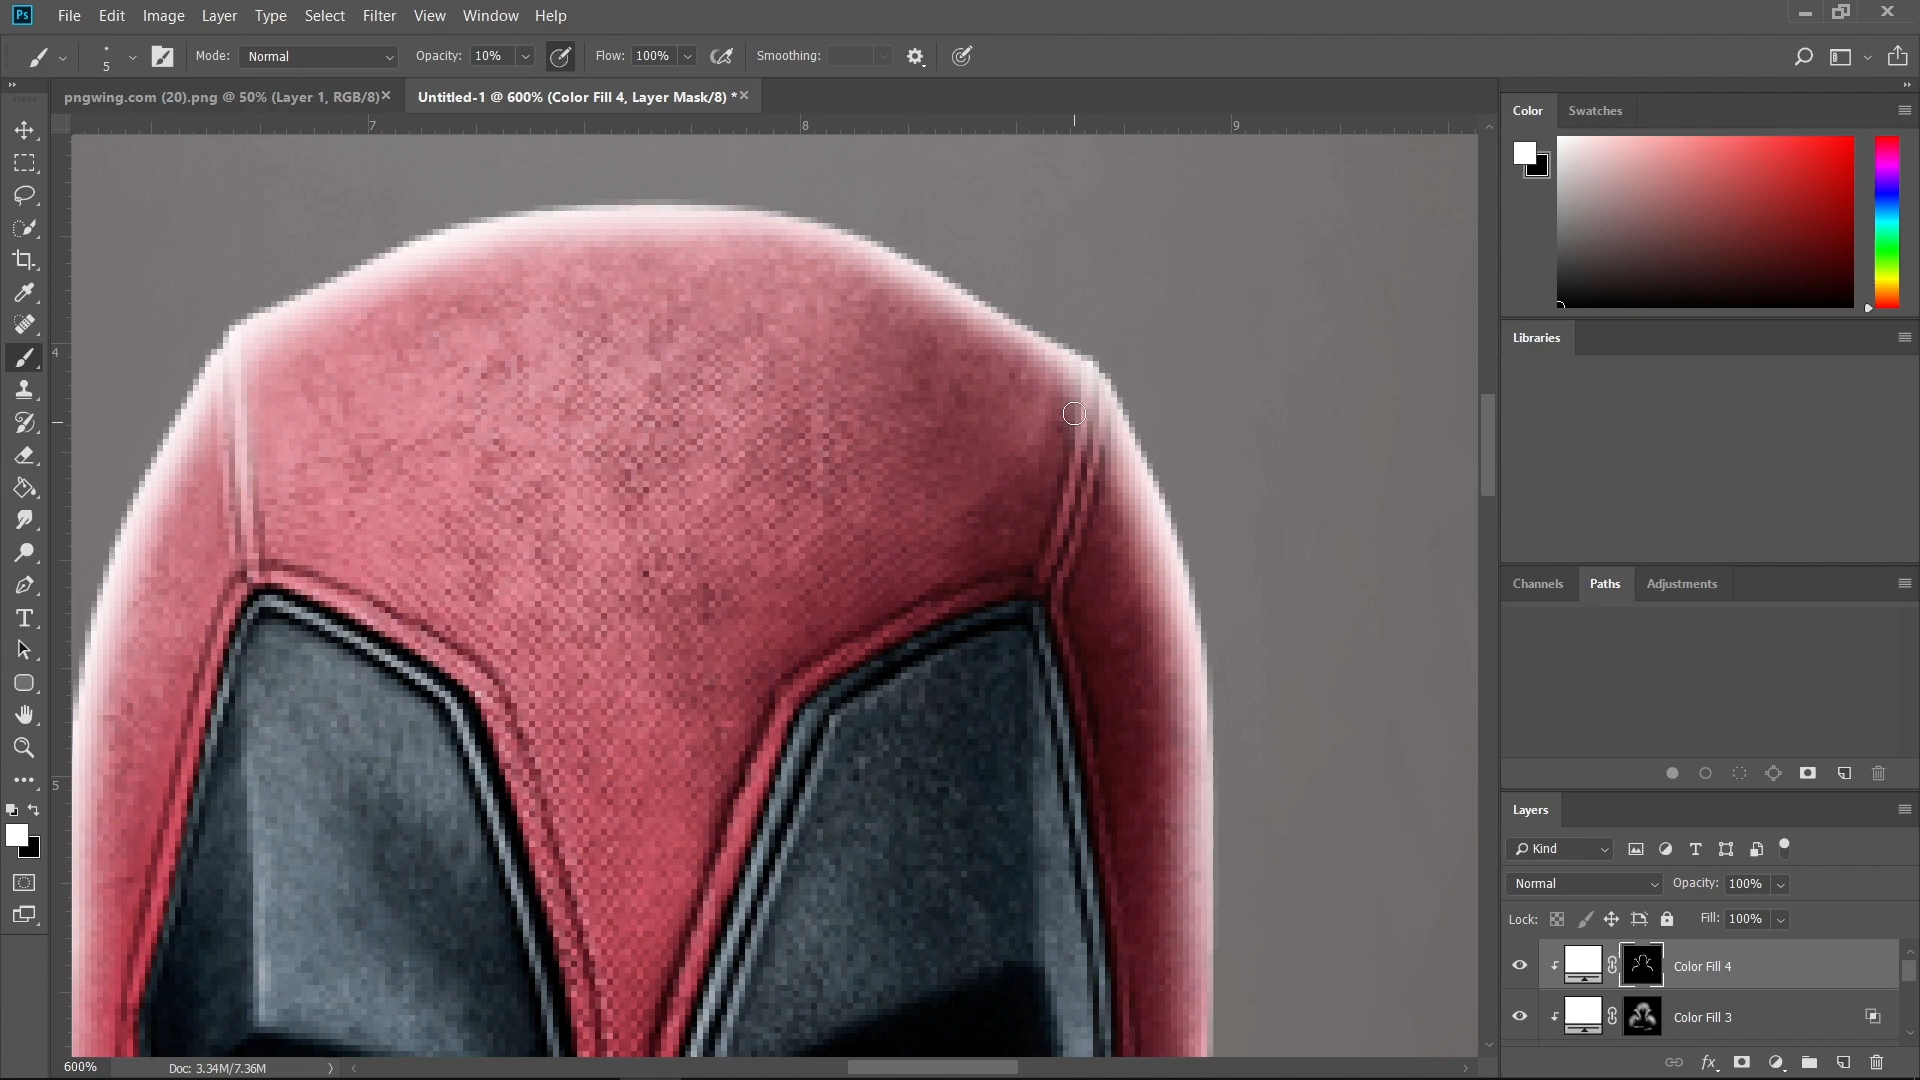 Ps File Edit Image Layer Type Select Filter View Window Help
5 Mode: Normal Opacity: 10% Flow: 100% Smoothing:
pngwing.com (20).png @ 50% (Layer 1, RGB/8) Untitled-1 @ 600% (Color Fill 4, Layer Mask/8) *
7 8 9
4
5
Color Swatches
Libraries
Channels Paths Adjustments
Layers
Kind
Normal Opacity: 100%
Lock: Fill: 100%
Color Fill 4
Color Fill 3
fx
600% Doc: 3.34M/7.36M